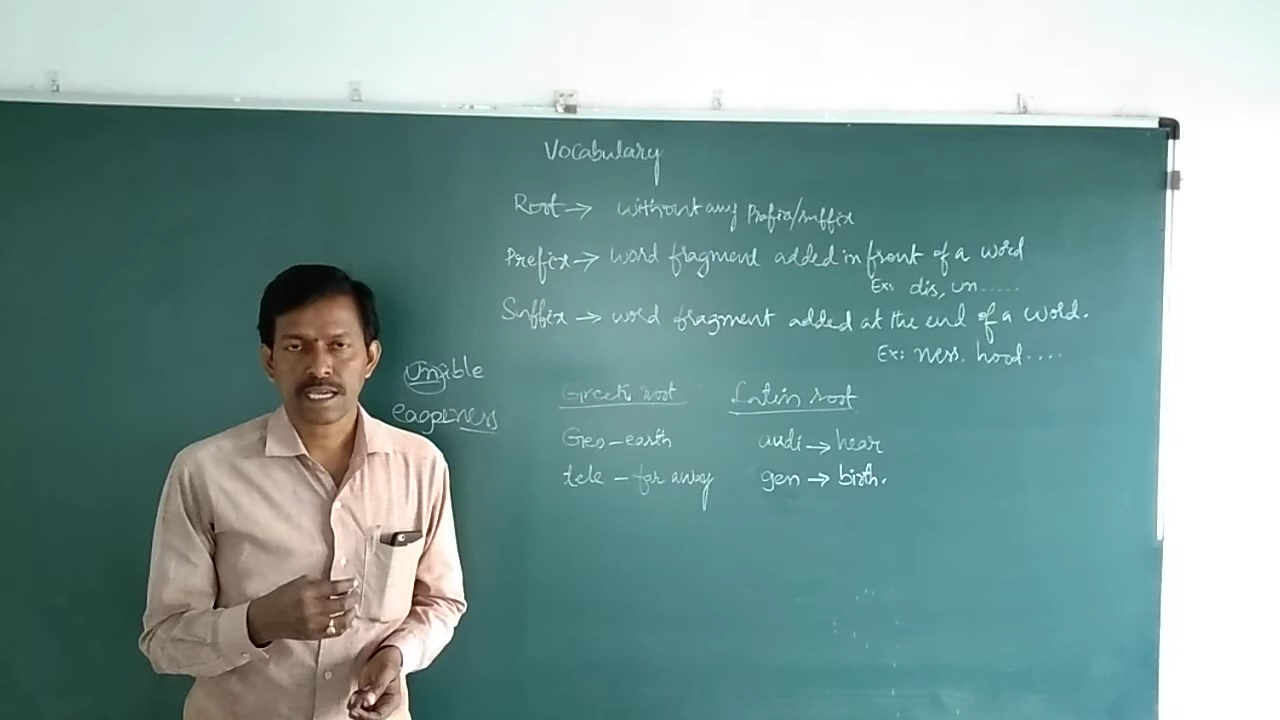 Vocabulary
Root → without any Prefix/suffix
Prefix → word fragment added in front of a word
Ex: dis, un.....
Suffix → word fragment added at the end of a word.
Ex: ness. hood....
eagerness
Greek root Latin root
Geo - earth audi → hear
tele - far away gen → birth.